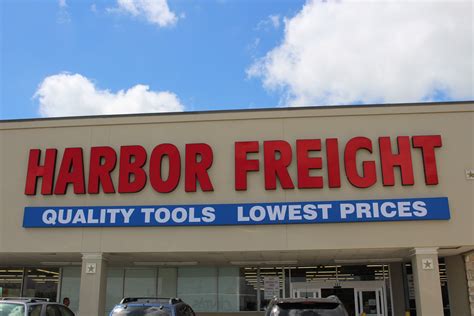 HARBOR FREIGHT
QUALITY TOOLS LOWEST PRICES